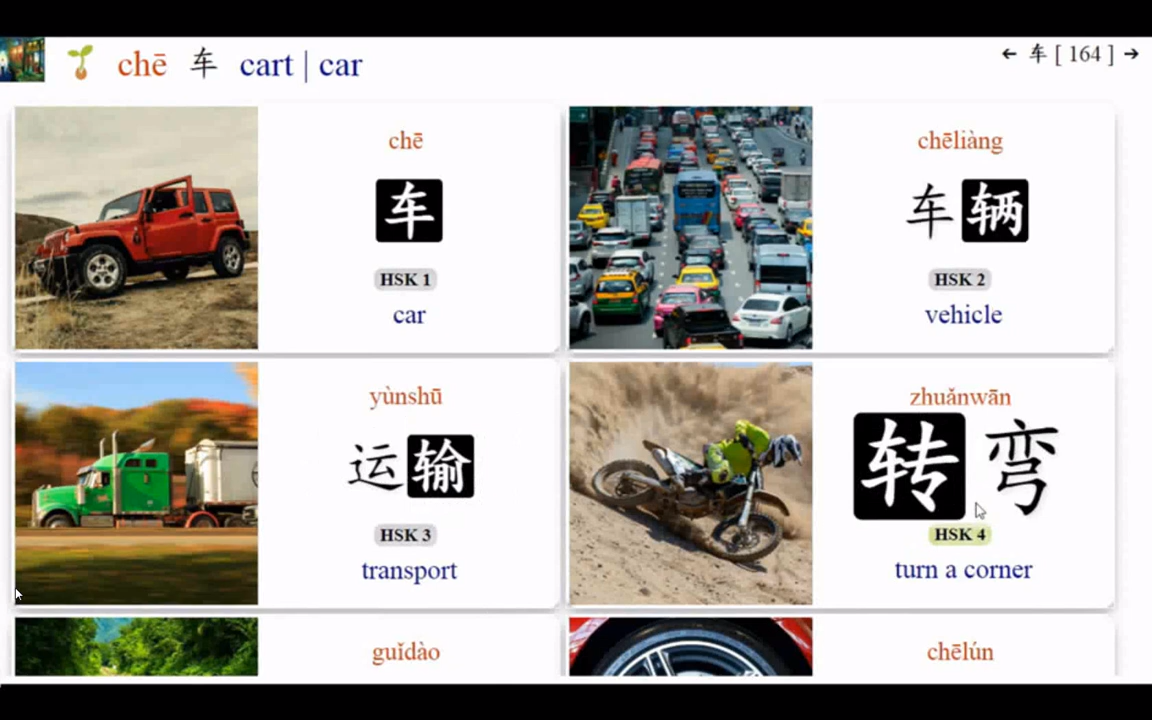 chē 车 cart | car
← 车 [ 164 ] →
chē
车
HSK 1
car
chēliàng
车辆
HSK 2
vehicle
yùnshū
运输
HSK 3
transport
zhuǎnwān
转弯
HSK 4
turn a corner
guǐdào
chēlún